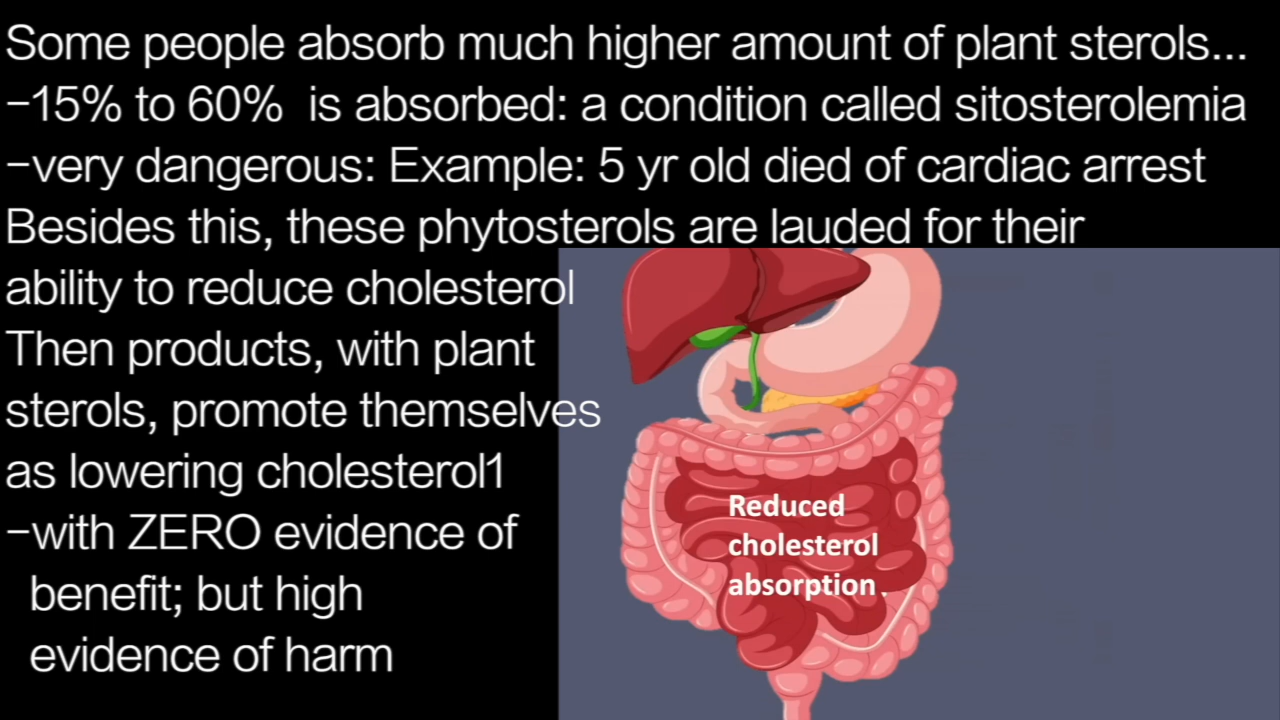 Some people absorb much higher amount of plant sterols...
–15% to 60% is absorbed: a condition called sitosterolemia
–very dangerous: Example: 5 yr old died of cardiac arrest
Besides this, these phytosterols are lauded for their
ability to reduce cholesterol
Then products, with plant
sterols, promote themselves
as lowering cholesterol1
–with ZERO evidence of
benefit; but high
evidence of harm
Reduced
cholesterol
absorption.